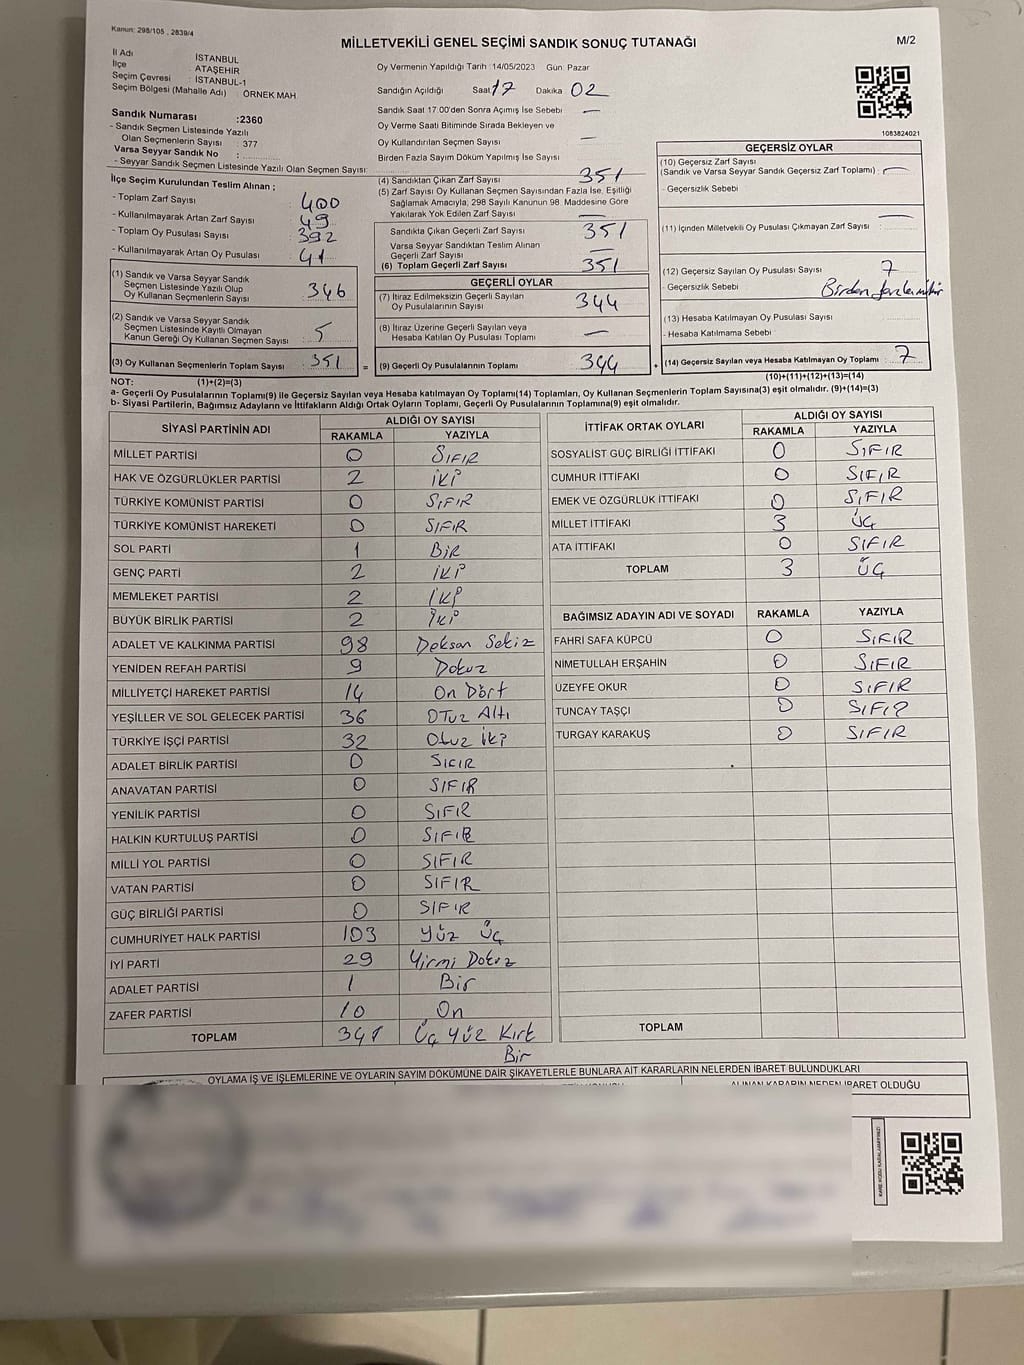 Kanun: 298/105 , 2839/4
MİLLETVEKİLİ GENEL SEÇİMİ SANDIK SONUÇ TUTANAĞI
M/2
İl Adı : İSTANBUL
İlçe : ATAŞEHİR
Seçim Çevresi : İSTANBUL-1
Seçim Bölgesi (Mahalle Adı) : ÖRNEK MAH.
Sandık Numarası :2360
- Sandık Seçmen Listesinde Yazılı
Olan Seçmenlerin Sayısı : 377
Varsa Seyyar Sandık No :
- Seyyar Sandık Seçmen Listesinde Yazılı Olan Seçmen Sayısı:
Oy Vermenin Yapıldığı Tarih :14/05/2023 Gün: Pazar
Sandığın Açıldığı Saat 17 Dakika 02
Sandık Saat 17.00'den Sonra Açımış İse Sebebi —
Oy Verme Saati Bitiminde Sırada Bekleyen ve
Oy Kullandırılan Seçmen Sayısı —
Birden Fazla Sayım Döküm Yapılmış İse Sayısı
1083824021
İlçe Seçim Kurulundan Teslim Alınan ;
- Toplam Zarf Sayısı : 400
- Kullanılmayarak Artan Zarf Sayısı : 49
- Toplam Oy Pusulası Sayısı : 392
- Kullanılmayarak Artan Oy Pusulası : 41
(1) Sandık ve Varsa Seyyar Sandık
Seçmen Listesinde Yazılı Olup
Oy Kullanan Seçmenlerin Sayısı : 346
(2) Sandık ve Varsa Seyyar Sandık
Seçmen Listesinde Kayıtlı Olmayan
Kanun Gereği Oy Kullanan Seçmen Sayısı : 5
(3) Oy Kullanan Seçmenlerin Toplam Sayısı : 351 =
(4) Sandıktan Çıkan Zarf Sayısı 351
(5) Zarf Sayısı Oy Kullanan Seçmen Sayısından Fazla İse, Eşitliği
Sağlamak Amacıyla, 298 Sayılı Kanunun 98. Maddesine Göre
Yakılarak Yok Edilen Zarf Sayısı —
Sandıkta Çıkan Geçerli Zarf Sayısı : 351
Varsa Seyyar Sandıktan Teslim Alınan
Geçerli Zarf Sayısı : —
(6) Toplam Geçerli Zarf Sayısı : 351
GEÇERLİ OYLAR
(7) İtiraz Edilmeksizin Geçerli Sayılan
Oy Pusulalarının Sayısı : 344
(8) İtiraz Üzerine Geçerli Sayılan veya
Hesaba Katılan Oy Pusulası Toplamı : —
(9) Geçerli Oy Pusulalarının Toplamı : 344 +
GEÇERSİZ OYLAR
(10) Geçersiz Zarf Sayısı
(Sandık ve Varsa Seyyar Sandık Geçersiz Zarf Toplamı) : —
- Geçersizlik Sebebi
(11) İçinden Milletvekili Oy Pusulası Çıkmayan Zarf Sayısı : —
(12) Geçersiz Sayılan Oy Pusulası Sayısı : 7
- Geçersizlik Sebebi : Birden fazla mühür
(13) Hesaba Katılmayan Oy Pusulası Sayısı :
- Hesaba Katılmama Sebebi :
(14) Geçersiz Sayılan veya Hesaba Katılmayan Oy Toplamı : 7
NOT: (1)+(2)=(3)
(10)+(11)+(12)+(13)=(14)
a- Geçerli Oy Pusulalarının Toplamı(9) ile Geçersiz Sayılan veya Hesaba katılmayan Oy Toplamı(14) Toplamları, Oy Kullanan Seçmenlerin Toplam Sayısına(3) eşit olmalıdır. (9)+(14)=(3)
b- Siyasi Partilerin, Bağımsız Adayların ve İttifakların Aldığı Ortak Oyların Toplamı, Geçerli Oy Pusulalarının Toplamına(9) eşit olmalıdır.
SİYASİ PARTİNİN ADI ALDIĞI OY SAYISI
RAKAMLA YAZIYLA
MİLLET PARTİSİ 0 SIFIR
HAK VE ÖZGÜRLÜKLER PARTİSİ 2 İKİ
TÜRKİYE KOMÜNİST PARTİSİ 0 SIFIR
TÜRKİYE KOMÜNİST HAREKETİ 0 SIFIR
SOL PARTİ 1 BİR
GENÇ PARTİ 2 İKİ
MEMLEKET PARTİSİ 2 İKİ
BÜYÜK BİRLİK PARTİSİ 2 İKİ
ADALET VE KALKINMA PARTİSİ 98 Doksan Sekiz
YENİDEN REFAH PARTİSİ 9 Dokuz
MİLLİYETÇİ HAREKET PARTİSİ 14 On Dört
YEŞİLLER VE SOL GELECEK PARTİSİ 36 OTuz Altı
TÜRKİYE İŞÇİ PARTİSİ 32 Otuz İki
ADALET BİRLİK PARTİSİ 0 SIFIR
ANAVATAN PARTİSİ 0 SIFIR
YENİLİK PARTİSİ 0 SIFIR
HALKIN KURTULUŞ PARTİSİ 0 SIFIR
MİLLİ YOL PARTİSİ 0 SIFIR
VATAN PARTİSİ 0 SIFIR
GÜÇ BİRLİĞİ PARTİSİ 0 SIFIR
CUMHURİYET HALK PARTİSİ 103 Yüz Üç
İYİ PARTİ 29 Yirmi Dokuz
ADALET PARTİSİ 1 Bir
ZAFER PARTİSİ 10 On
TOPLAM 341 Üç Yüz Kırk
Bir
İTTİFAK ORTAK OYLARI ALDIĞI OY SAYISI
RAKAMLA YAZIYLA
SOSYALİST GÜÇ BİRLİĞİ İTTİFAKI 0 SIFIR
CUMHUR İTTİFAKI 0 SIFIR
EMEK VE ÖZGÜRLÜK İTTİFAKI 0 SIFIR
MİLLET İTTİFAKI 3 ÜÇ
ATA İTTİFAKI 0 SIFIR
TOPLAM 3 ÜÇ
BAĞIMSIZ ADAYIN ADI VE SOYADI RAKAMLA YAZIYLA
FAHRİ SAFA KÜPCÜ 0 SIFIR
NİMETULLAH ERŞAHİN 0 SIFIR
ÜZEYFE OKUR 0 SIFIR
TUNCAY TAŞÇI 0 SIFIR
TURGAY KARAKUŞ 0 SIFIR
TOPLAM
OYLAMA İŞ VE İŞLEMLERİNE VE OYLARIN SAYIM DÖKÜMÜNE DAİR ŞİKAYETLERLE BUNLARA AİT KARARLARIN NELERDEN İBARET BULUNDUKLARI
ALINAN KARARIN NEDEN İBARET OLDUĞU